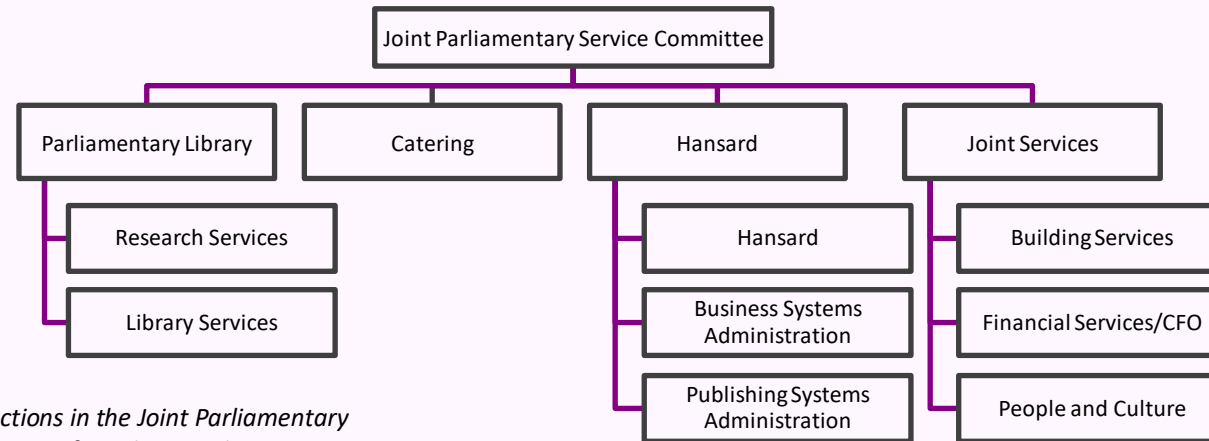 Joint Parliamentary Service Committee
Parliamentary Library
Catering
Hansard
Joint Services
Research Services
Library Services
Hansard
Business Systems
Administration
Publishing Systems
Administration
Building Services
Financial Services/CFO
People and Culture
ctions in the Joint Parliamentary